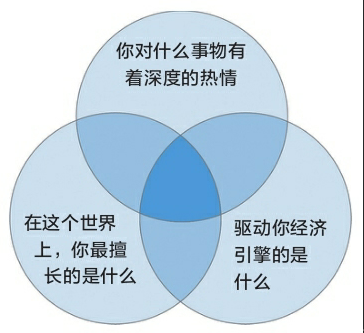 你对什么事物有
着深度的热情
在这个世界
上，你最擅
长的是什么
驱动你经济
引擎的是
什么